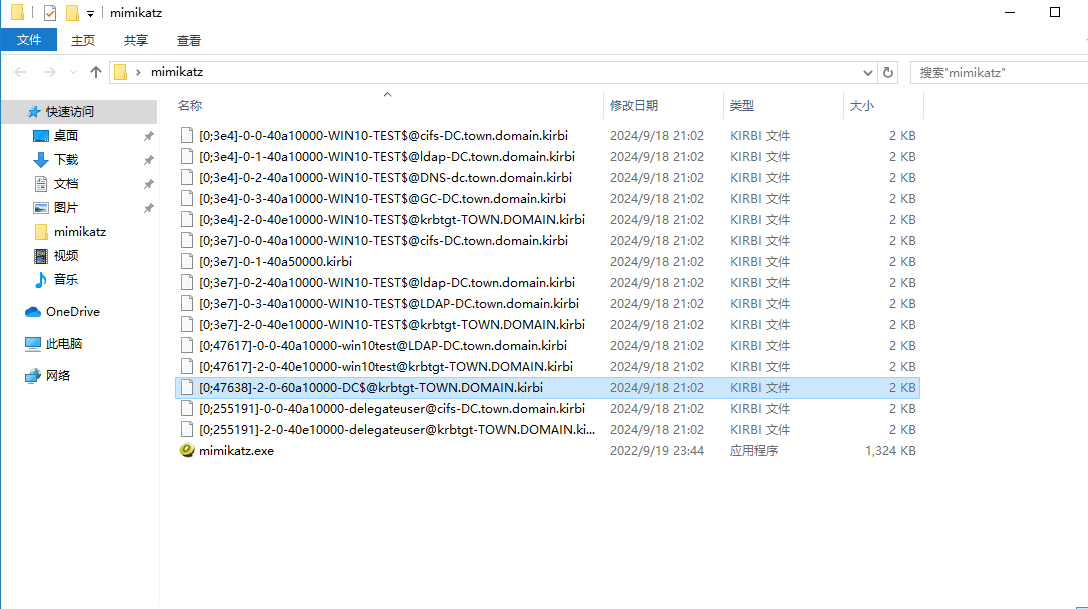 mimikatz
文件 主页 共享 查看
mimikatz 搜索"mimikatz"
名称 修改日期 类型 大小
快速访问
桌面
下载
文档
图片
mimikatz
视频
音乐
OneDrive
此电脑
网络
[0;3e4]-0-0-40a10000-WIN10-TEST$@cifs-DC.town.domain.kirbi 2024/9/18 21:02 KIRBI 文件 2 KB
[0;3e4]-0-1-40a10000-WIN10-TEST$@ldap-DC.town.domain.kirbi 2024/9/18 21:02 KIRBI 文件 2 KB
[0;3e4]-0-2-40a10000-WIN10-TEST$@DNS-dc.town.domain.kirbi 2024/9/18 21:02 KIRBI 文件 2 KB
[0;3e4]-0-3-40a10000-WIN10-TEST$@GC-DC.town.domain.kirbi 2024/9/18 21:02 KIRBI 文件 2 KB
[0;3e4]-2-0-40e10000-WIN10-TEST$@krbtgt-TOWN.DOMAIN.kirbi 2024/9/18 21:02 KIRBI 文件 2 KB
[0;3e7]-0-0-40a10000-WIN10-TEST$@cifs-DC.town.domain.kirbi 2024/9/18 21:02 KIRBI 文件 2 KB
[0;3e7]-0-1-40a50000.kirbi 2024/9/18 21:02 KIRBI 文件 2 KB
[0;3e7]-0-2-40a10000-WIN10-TEST$@ldap-DC.town.domain.kirbi 2024/9/18 21:02 KIRBI 文件 2 KB
[0;3e7]-0-3-40a10000-WIN10-TEST$@LDAP-DC.town.domain.kirbi 2024/9/18 21:02 KIRBI 文件 2 KB
[0;3e7]-2-0-40e10000-WIN10-TEST$@krbtgt-TOWN.DOMAIN.kirbi 2024/9/18 21:02 KIRBI 文件 2 KB
[0;47617]-0-0-40a10000-win10test@LDAP-DC.town.domain.kirbi 2024/9/18 21:02 KIRBI 文件 2 KB
[0;47617]-2-0-40e10000-win10test@krbtgt-TOWN.DOMAIN.kirbi 2024/9/18 21:02 KIRBI 文件 2 KB
[0;47638]-2-0-60a10000-DC$@krbtgt-TOWN.DOMAIN.kirbi 2024/9/18 21:02 KIRBI 文件 2 KB
[0;255191]-0-0-40a10000-delegateuser@cifs-DC.town.domain.kirbi 2024/9/18 21:02 KIRBI 文件 2 KB
[0;255191]-2-0-40e10000-delegateuser@krbtgt-TOWN.DOMAIN.ki... 2024/9/18 21:02 KIRBI 文件 2 KB
mimikatz.exe 2022/9/19 23:44 应用程序 1,324 KB